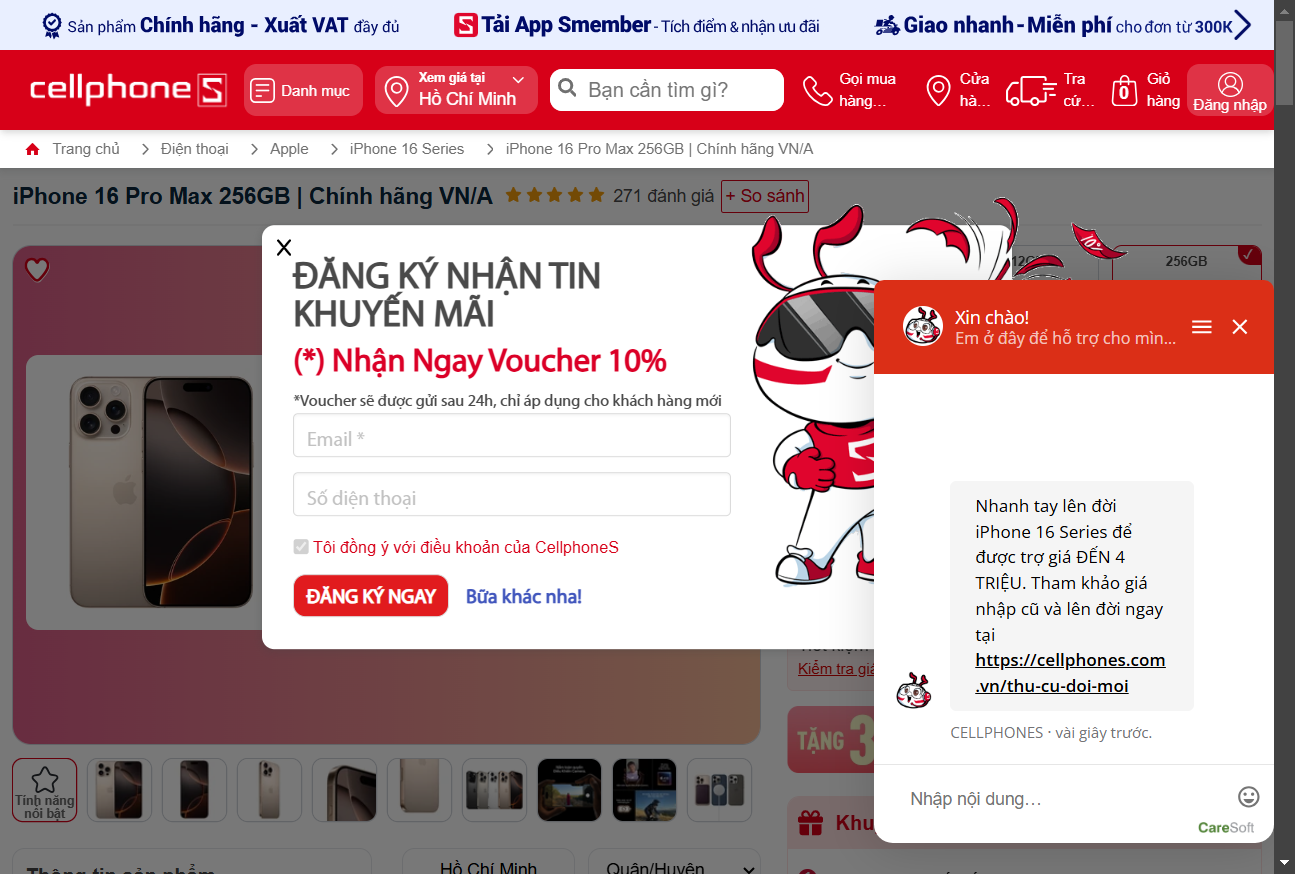 Sản phẩm Chính hãng - Xuất VAT đầy đủ
Tải App Smember - Tích điểm & nhận ưu đãi
Giao nhanh - Miễn phí cho đơn từ 300K
cellphoneS
Danh mục
Xem giá tại
Hồ Chí Minh
Bạn cần tìm gì?
Gọi mua
hàng...
Cửa
hà...
Tra
cứ...
0
Giỏ
hàng
Đăng nhập
Trang chủ
Điện thoại
Apple
iPhone 16 Series
iPhone 16 Pro Max 256GB | Chính hãng VN/A
iPhone 16 Pro Max 256GB | Chính hãng VN/A
271 đánh giá
+ So sánh
256GB
10%
X
ĐĂNG KÝ NHẬN TIN
KHUYẾN MÃI
(*) Nhận Ngay Voucher 10%
*Voucher sẽ được gửi sau 24h, chỉ áp dụng cho khách hàng mới
Email *
Số điện thoại
Tôi đồng ý với điều khoản của CellphoneS
ĐĂNG KÝ NGAY
Bữa khác nha!
Xin chào!
Em ở đây để hỗ trợ cho mìn...
Nhanh tay lên đời
iPhone 16 Series để
được trợ giá ĐẾN 4
TRIỆU. Tham khảo giá
nhập cũ và lên đời ngay
tại
https://cellphones.com
.vn/thu-cu-doi-moi
CELLPHONES · vài giây trước.
Nhập nội dung…
CareSoft
Kiểm tra giá
TẶNG 3
Khu
Tính năng
nổi bật
Thông tin sản phẩm
Hồ Chí Minh
Quận/Huyện